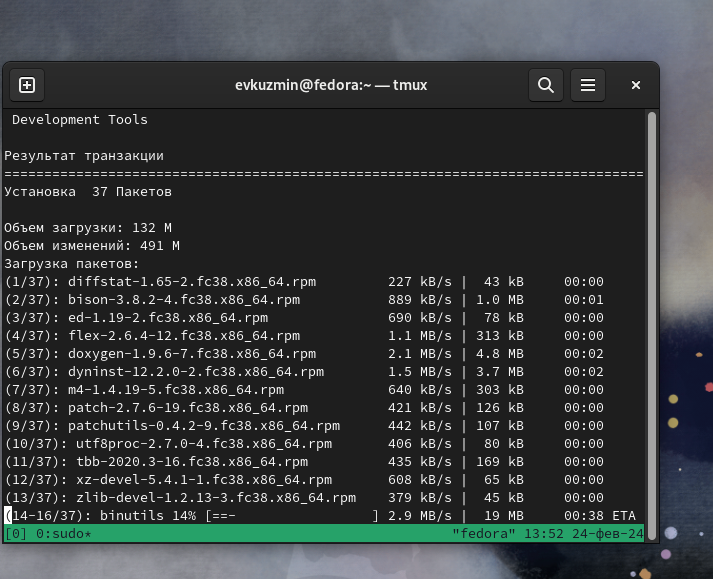 evkuzmin@fedora:~ — tmux
Development Tools
Результат транзакции
================================================================================
Установка  37 Пакетов
Объем загрузки: 132 M
Объем изменений: 491 M
Загрузка пакетов:
(1/37): diffstat-1.65-2.fc38.x86_64.rpm         227 kB/s |  43 kB     00:00
(2/37): bison-3.8.2-4.fc38.x86_64.rpm           889 kB/s | 1.0 MB     00:01
(3/37): ed-1.19-2.fc38.x86_64.rpm               690 kB/s |  78 kB     00:00
(4/37): flex-2.6.4-12.fc38.x86_64.rpm           1.1 MB/s | 313 kB     00:00
(5/37): doxygen-1.9.6-7.fc38.x86_64.rpm         2.1 MB/s | 4.8 MB     00:02
(6/37): dyninst-12.2.0-2.fc38.x86_64.rpm        1.5 MB/s | 3.7 MB     00:02
(7/37): m4-1.4.19-5.fc38.x86_64.rpm             640 kB/s | 303 kB     00:00
(8/37): patch-2.7.6-19.fc38.x86_64.rpm          421 kB/s | 126 kB     00:00
(9/37): patchutils-0.4.2-9.fc38.x86_64.rpm      442 kB/s | 107 kB     00:00
(10/37): utf8proc-2.7.0-4.fc38.x86_64.rpm       406 kB/s |  80 kB     00:00
(11/37): tbb-2020.3-16.fc38.x86_64.rpm          435 kB/s | 169 kB     00:00
(12/37): xz-devel-5.4.1-1.fc38.x86_64.rpm       608 kB/s |  65 kB     00:00
(13/37): zlib-devel-1.2.13-3.fc38.x86_64.rpm    379 kB/s |  45 kB     00:00
(14-16/37): binutils 14% [==-                 ] 2.9 MB/s |  19 MB     00:38 ETA
[0] 0:sudo*                                             "fedora" 13:52 24-фев-24